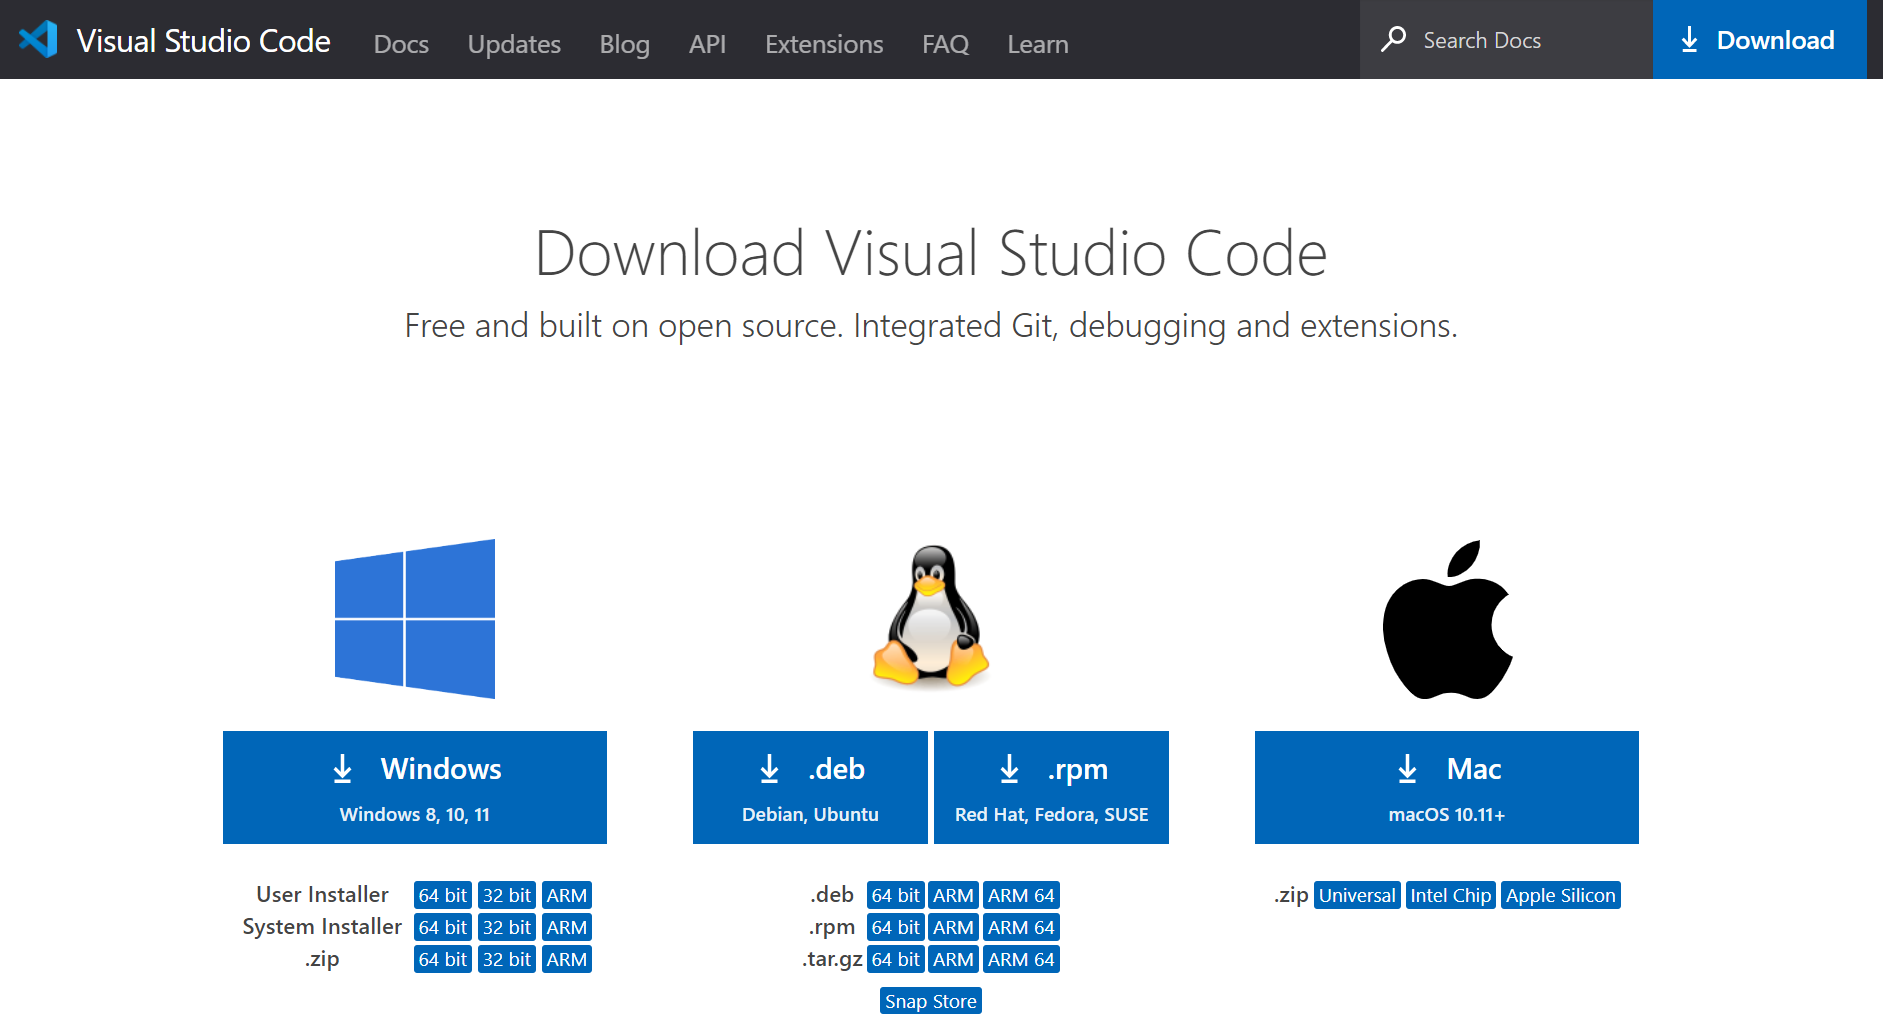 Visual Studio Code Docs Updates Blog API Extensions FAQ Learn Search Docs Download
Download Visual Studio Code
Free and built on open source. Integrated Git, debugging and extensions.
Windows
Windows 8, 10, 11
User Installer 64 bit 32 bit ARM
System Installer 64 bit 32 bit ARM
.zip 64 bit 32 bit ARM
.deb
Debian, Ubuntu
.rpm
Red Hat, Fedora, SUSE
.deb 64 bit ARM ARM 64
.rpm 64 bit ARM ARM 64
.tar.gz 64 bit ARM ARM 64
Snap Store
Mac
macOS 10.11+
.zip Universal Intel Chip Apple Silicon